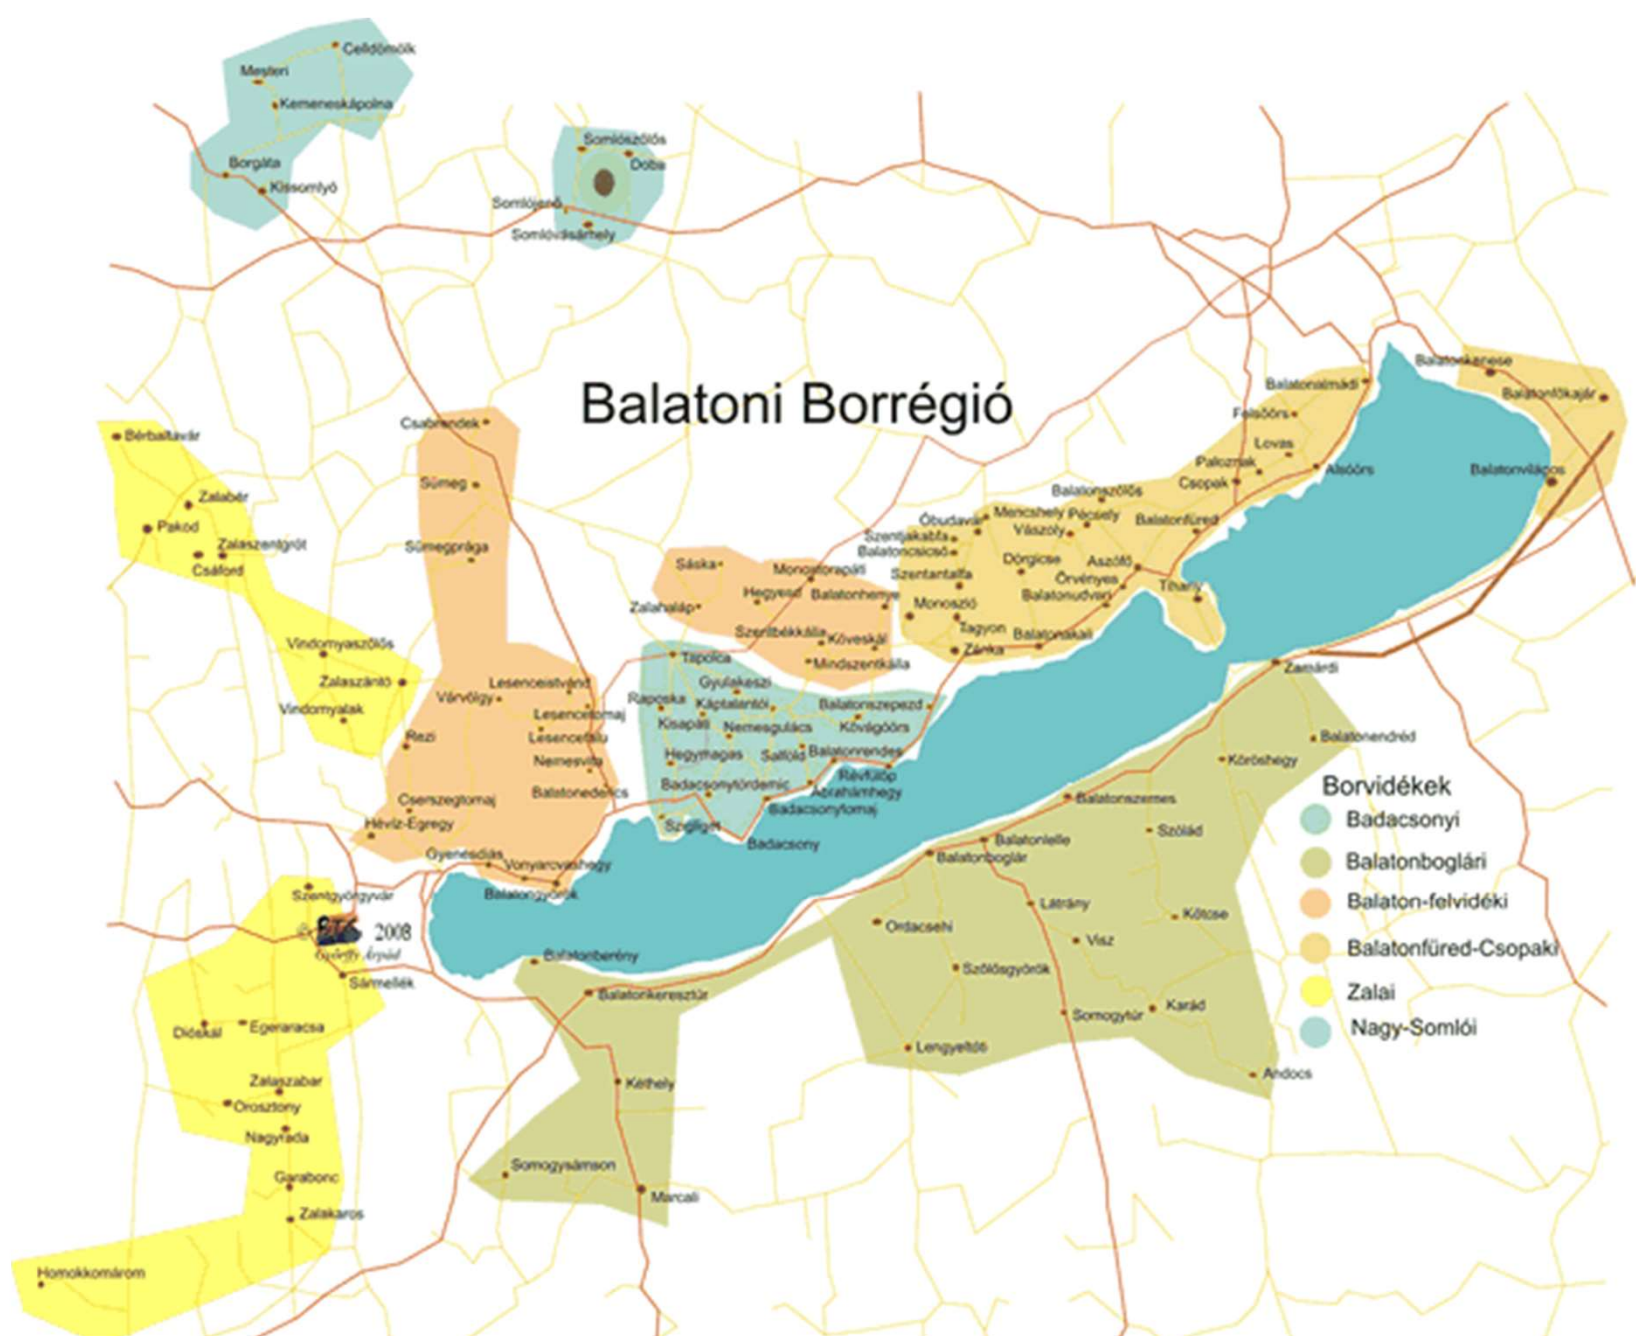 Celldömölk
Mesteri
Kemeneskápolna
Borgáta
Kissomlyó
Somlószőlős
Doba
Somlójenő
Somlóvásárhely
Balatoni Borrégió
Balatonkenese
Balatonfőkajár
Balatonalmádi
Felsőörs
Lovas
Paloznak
Alsóörs
Csopak
Balatonvilágos
Csabrendek
Bérbaltavár
Sümeg
Zalabér
Pakod
Zalaszentgrót
Csáford
Sümegprága
Balatonszőlős
Óbudavár
Mencshely
Pécsely
Vászoly
Balatonfüred
Szentjakabfa
Balatoncsicsó
Szentantalfa
Dörgicse
Aszófő
Örvényes
Balatonudvari
Tihany
Monoszló
Tagyon
Balatonakali
Zánka
Sáska
Monostorapáti
Hegyesd
Balatonhenye
Zalahaláp
Szentbékkálla
Köveskál
Mindszentkálla
Vindornyaszőlős
Zalaszántó
Vindornyalak
Tapolca
Gyulakeszi
Raposka
Káptalantóti
Balatonszepezd
Kisapáti
Nemesgulács
Kővágóörs
Hegymagas
Salföld
Balatonrendes
Révfülöp
Badacsonytördemic
Ábrahámhegy
Badacsonytomaj
Szigliget
Badacsony
Lesenceistvánd
Várvölgy
Lesencetomaj
Lesencefalu
Rezi
Nemesvita
Balatonederics
Cserszegtomaj
Hévíz-Egregy
Gyenesdiás
Vonyarcvashegy
Balatongyörök
Zamárdi
Balatonendréd
Kőröshegy
Balatonszemes
Szólád
Balatonlelle
Balatonboglár
Borvidékek
Badacsonyi
Balatonboglári
Balaton-felvidéki
Balatonfüred-Csopaki
Zalai
Nagy-Somlói
Szentgyörgyvár
© 2008
Győrffy Árpád
Sármellék
Ordacsehi
Látrány
Kötcse
Visz
Szőlősgyörök
Karád
Somogytúr
Lengyeltóti
Andocs
Balatonberény
Balatonkeresztúr
Kéthely
Somogysámson
Marcali
Dióskál
Egeraracsa
Zalaszabar
Orosztony
Nagyrada
Garabonc
Zalakaros
Homokkomárom